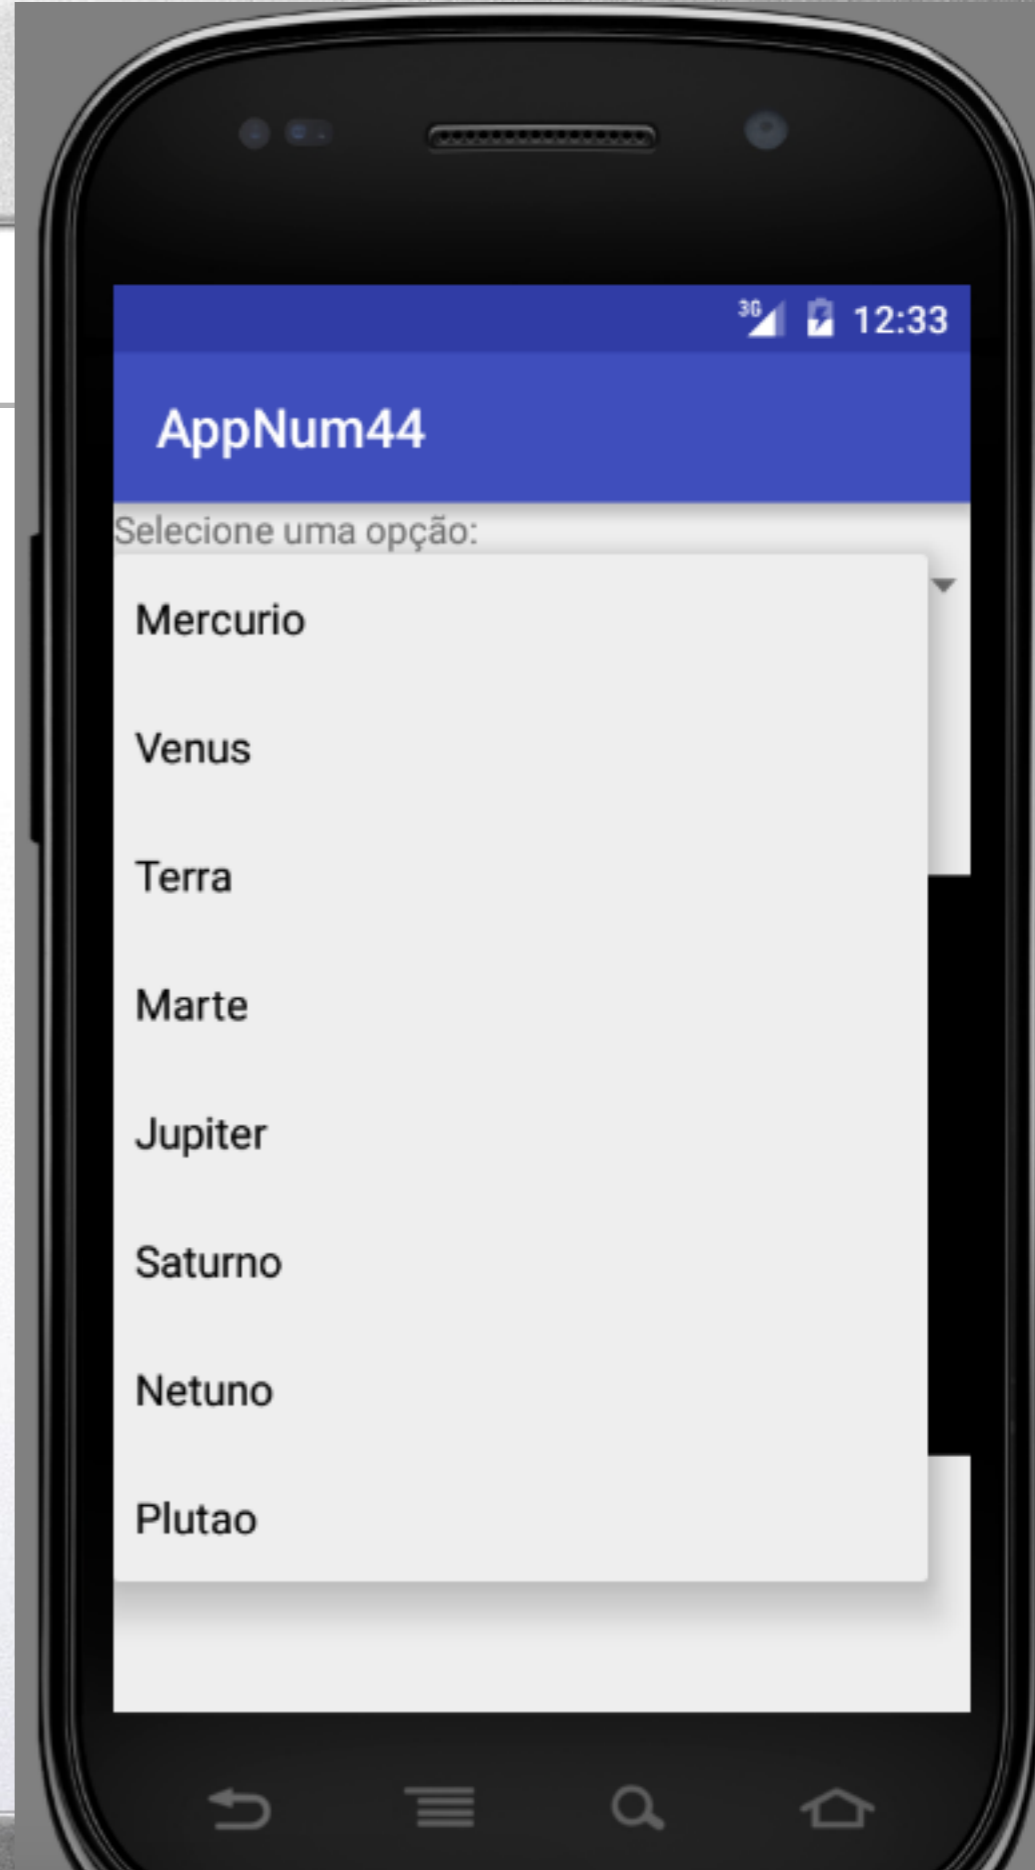 3G 12:33
AppNum44
Selecione uma opção:
Mercurio
Venus
Terra
Marte
Jupiter
Saturno
Netuno
Plutao